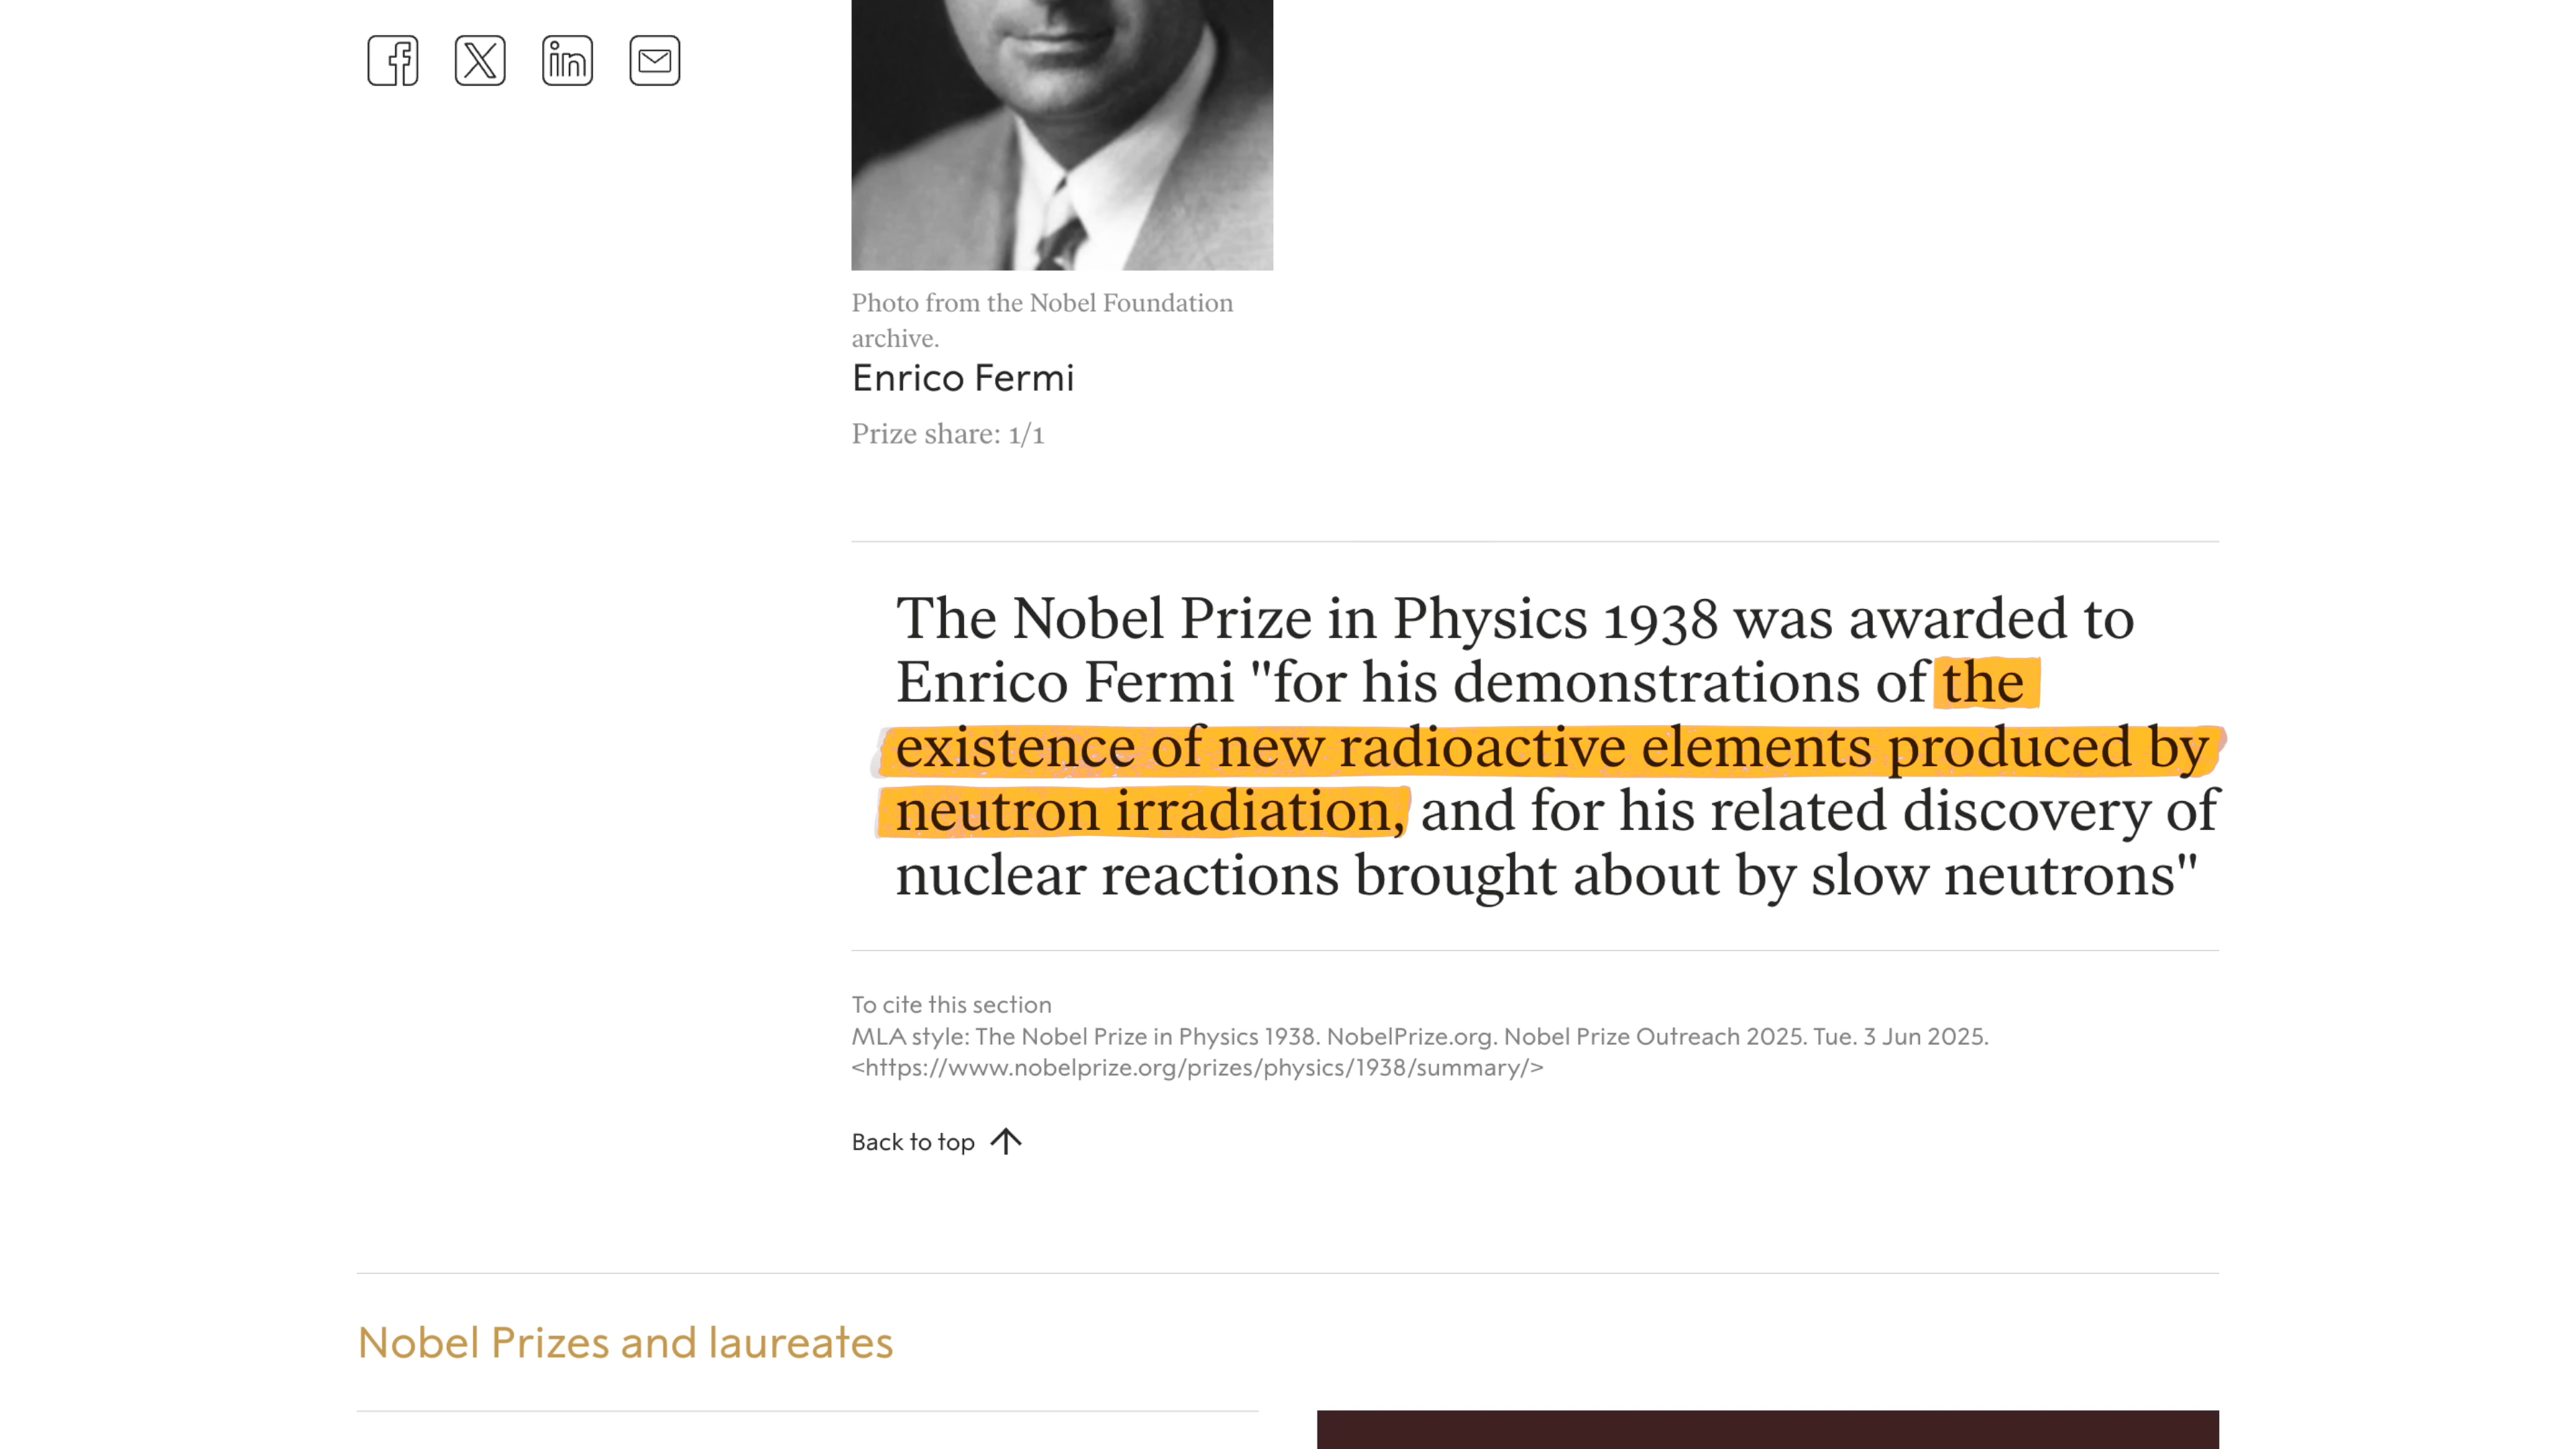 Photo from the Nobel Foundation
archive.
Enrico Fermi
Prize share: 1/1
The Nobel Prize in Physics 1938 was awarded to
Enrico Fermi "for his demonstrations of the
existence of new radioactive elements produced by
neutron irradiation, and for his related discovery of
nuclear reactions brought about by slow neutrons"
To cite this section
MLA style: The Nobel Prize in Physics 1938. NobelPrize.org. Nobel Prize Outreach 2025. Tue. 3 Jun 2025.
<https://www.nobelprize.org/prizes/physics/1938/summary/>
Back to top
Nobel Prizes and laureates